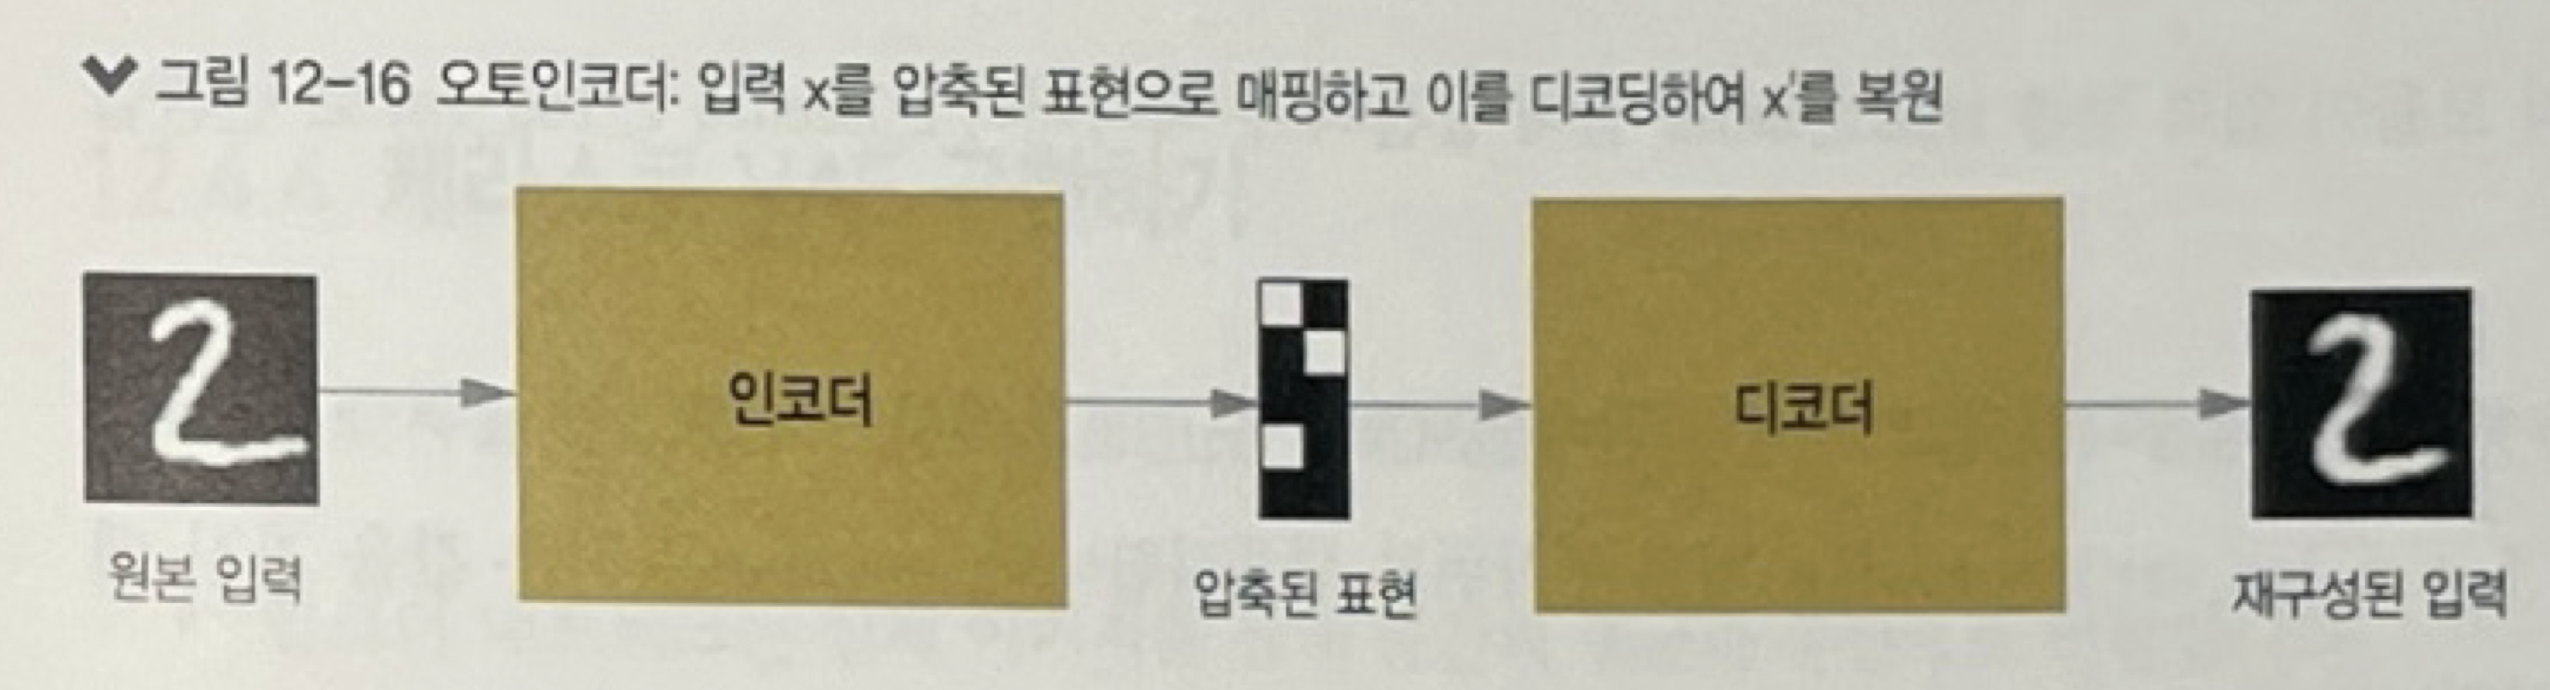 그림 12-16 오토인코더: 입력 x를 압축된 표현으로 매핑하고 이를 디코딩하여 x'를 복원
2
인코더
디코더
2
원본 입력
압축된 표현
재구성된 입력